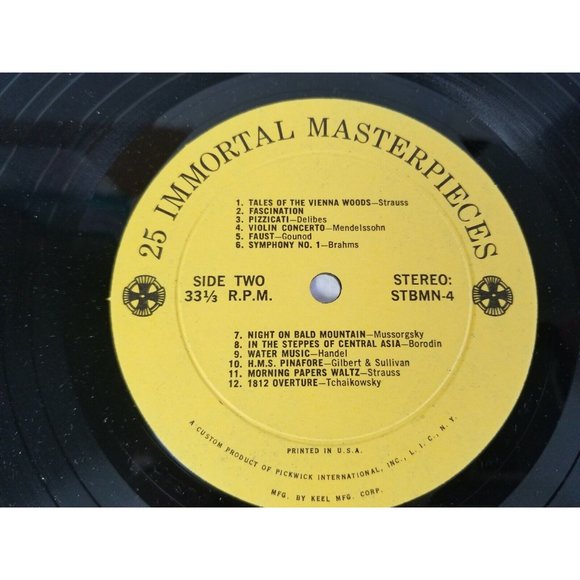 25 IMMORTAL MASTERPIECES
1. TALES OF THE VIENNA WOODS—Strauss
2. FASCINATION
3. PIZZICATI—Delibes
4. VIOLIN CONCERTO—Mendelssohn
5. FAUST—Gounod
6. SYMPHONY NO. 1—Brahms
SIDE TWO
33⅓ R.P.M.
STEREO:
STBMN-4
7. NIGHT ON BALD MOUNTAIN—Mussorgsky
8. IN THE STEPPES OF CENTRAL ASIA—Borodin
9. WATER MUSIC—Handel
10. H.M.S. PINAFORE—Gilbert & Sullivan
11. MORNING PAPERS WALTZ—Strauss
12. 1812 OVERTURE—Tchaikowsky
PRINTED IN U.S.A.
A CUSTOM PRODUCT OF PICKWICK INTERNATIONAL, INC., L.I.C., N.Y.
MFG. BY KEEL MFG. CORP.